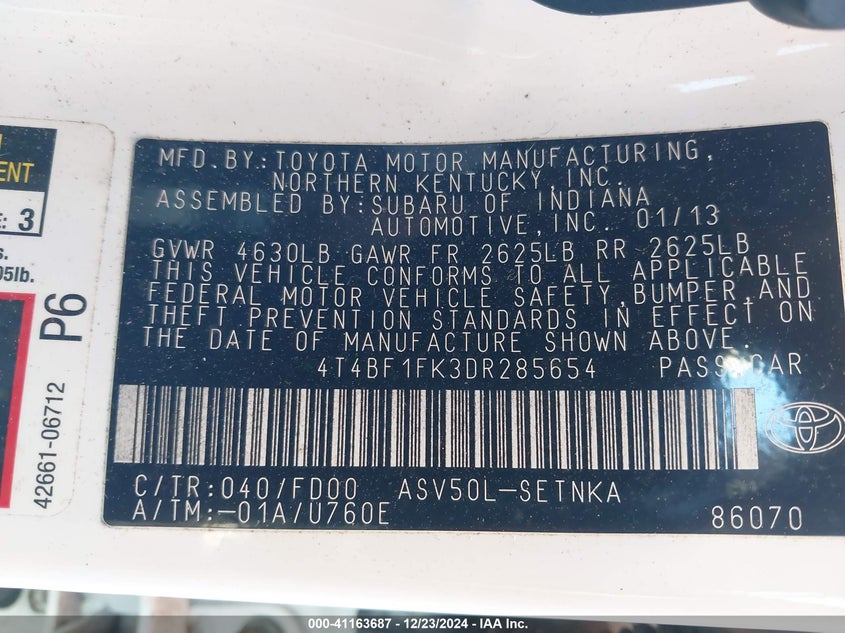 MFD.BY:TOYOTA MOTOR MANUFACTURING,
NORTHERN KENTUCKY,INC.
ASSEMBLED BY:SUBARU OF INDIANA
AUTOMOTIVE,INC. 01/13
GVWR 4630LB GAWR FR 2625LB RR 2625LB
THIS VEHICLE CONFORMS TO ALL APPLICABLE
FEDERAL MOTOR VEHICLE SAFETY,BUMPER,AND
THEFT PREVENTION STANDARDS IN EFFECT ON
THE DATE OF MANUFACTURE SHOWN ABOVE.
4T4BF1FK3DR285654 PASS CAR
C/TR:040/FD00 ASV50L-SETNKA
A/TM:-01A/U760E 86070
3
P6
42661-06712
000-41163687 - 12/23/2024 - IAA Inc.